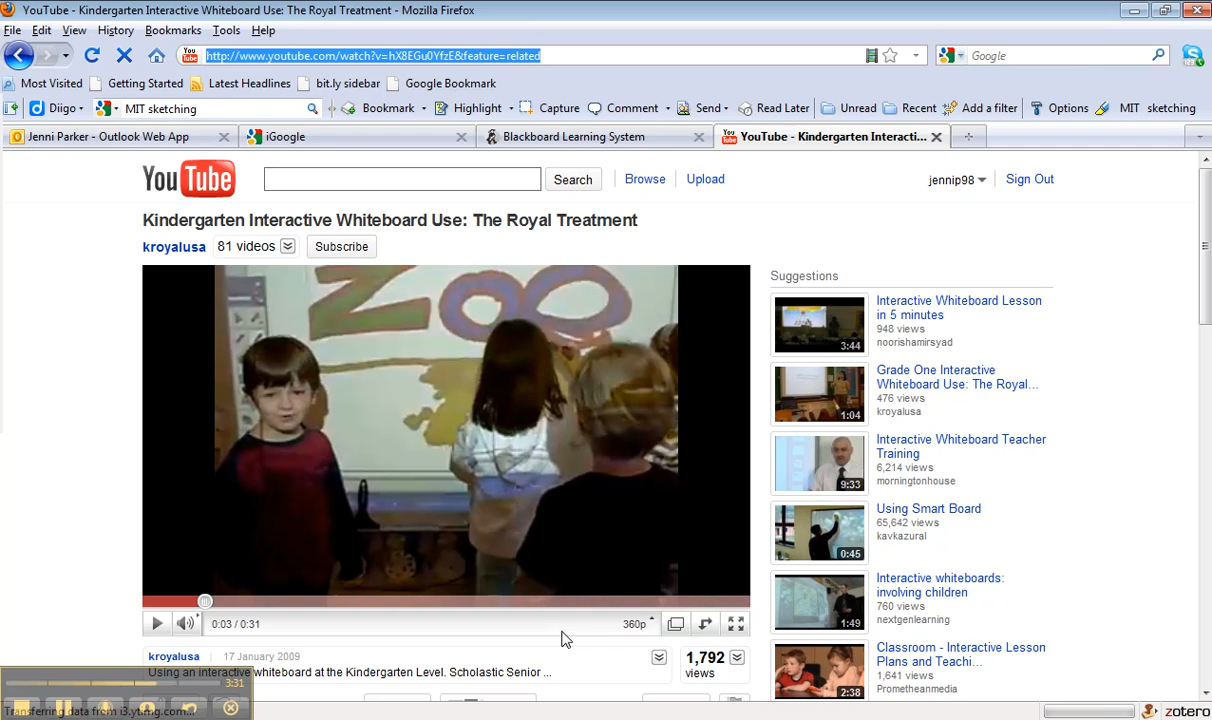 YouTube - Kindergarten Interactive Whiteboard Use: The Royal Treatment - Mozilla Firefox
File Edit View History Bookmarks Tools Help
http://www.youtube.com/watch?v=hX8EGu0YfzE&feature=related
Google
Most Visited Getting Started Latest Headlines bit.ly sidebar Google Bookmark
Diigo MIT sketching Bookmark Highlight Capture Comment Send Read Later Unread Recent Add a filter Options MIT sketching
Jenni Parker - Outlook Web App iGoogle Blackboard Learning System YouTube - Kindergarten Interacti...
YouTube Search Browse Upload jennip98 Sign Out
Kindergarten Interactive Whiteboard Use: The Royal Treatment
kroyalusa 81 videos Subscribe
ZOO
0:03 / 0:31 360p
kroyalusa 17 January 2009
Using an interactive whiteboard at the Kindergarten Level. Scholastic Senior ...
1,792
views
Suggestions
Interactive Whiteboard Lesson
in 5 minutes
948 views
noorishamirsyad
3:44
Grade One Interactive
Whiteboard Use: The Royal...
476 views
kroyalusa
1:04
Interactive Whiteboard Teacher
Training
6,214 views
morningtonhouse
9:33
Using Smart Board
65,642 views
kavkazural
0:45
Interactive whiteboards:
involving children
760 views
nextgenlearning
1:49
Classroom - Interactive Lesson
Plans and Teachi...
1,641 views
Prometheanmedia
2:38
3:31
Transferring data from i3.ytimg.com...
zotero